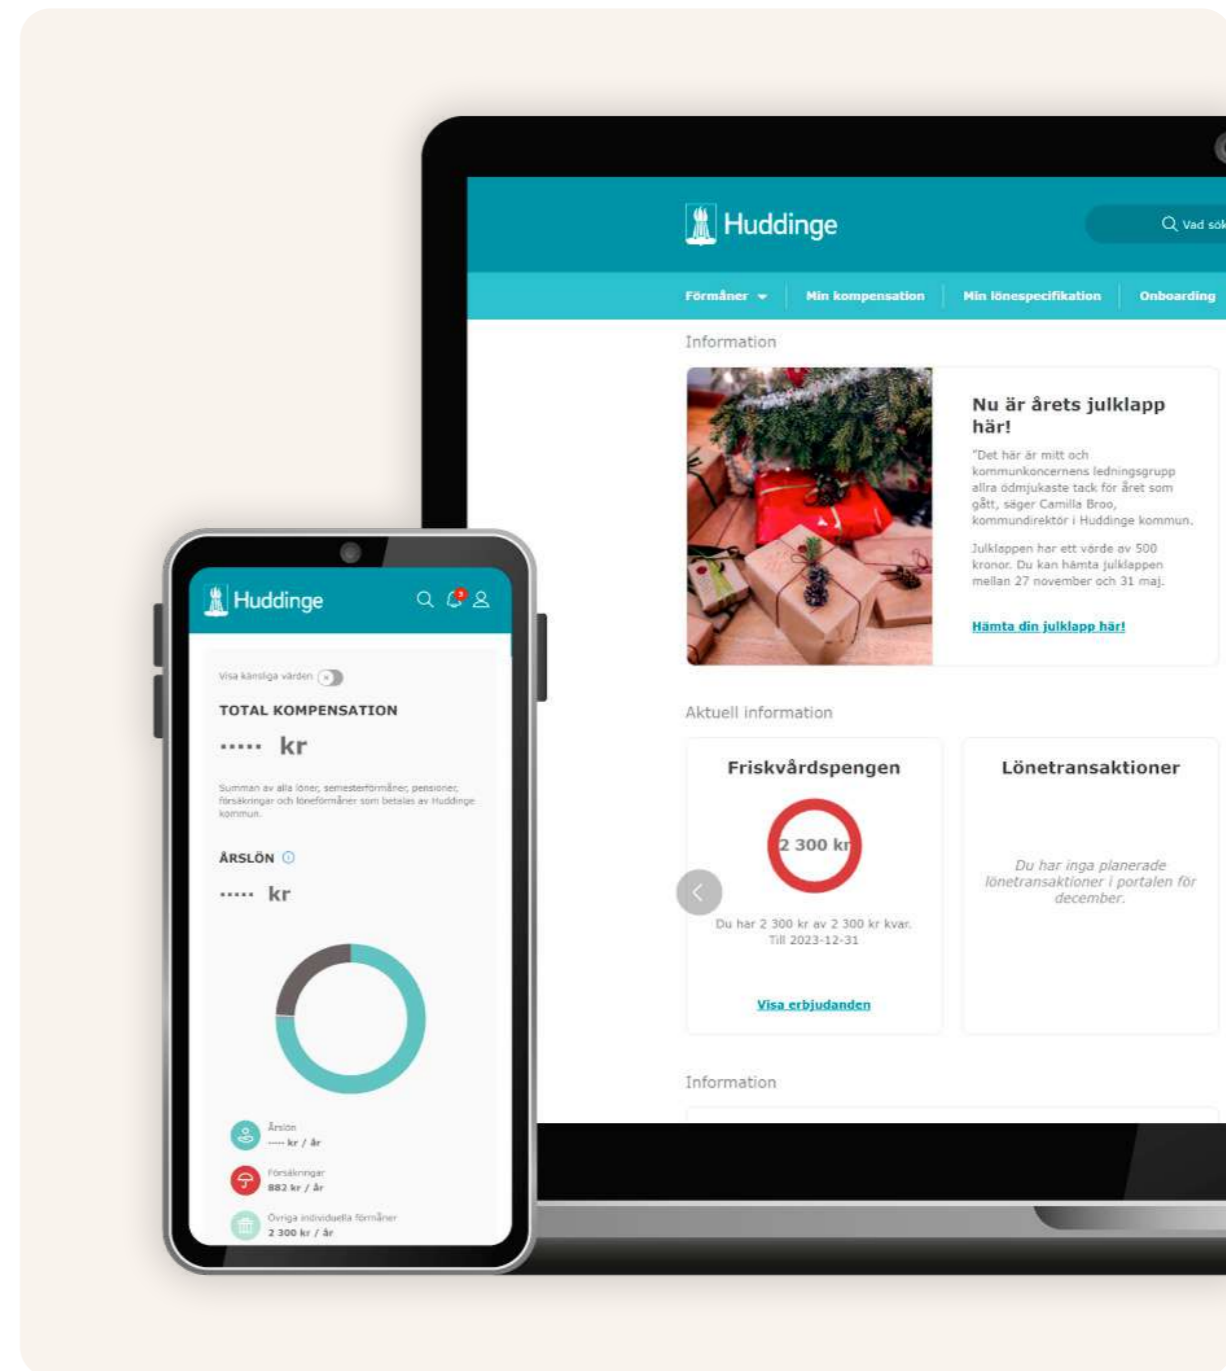 Huddinge
Vad sök
Förmåner
Min kompensation
Min lönespecifikation
Onboarding
Information
Nu är årets julklapp
här!
"Det här är mitt och
kommunkoncernens ledningsgrupp
allra ödmjukaste tack för året som
gått, säger Camilla Broo,
kommundirektör i Huddinge kommun.
Julklappen har ett värde av 500
kronor. Du kan hämta julklappen
mellan 27 november och 31 maj.
Hämta din julklapp här!
Aktuell information
Friskvårdspengen
2 300 kr
Du har 2 300 kr av 2 300 kr kvar.
Till 2023-12-31
Visa erbjudanden
Lönetransaktioner
Du har inga planerade
lönetransaktioner i portalen för
december.
Information
Huddinge
3
Visa känsliga värden
TOTAL KOMPENSATION
..... kr
Summan av alla löner, semesterförmåner, pensioner,
försäkringar och löneförmåner som betalas av Huddinge
kommun.
ÅRSLÖN
..... kr
Årslön
..... kr / år
Försäkringar
882 kr / år
Övriga individuella förmåner
2 300 kr / år